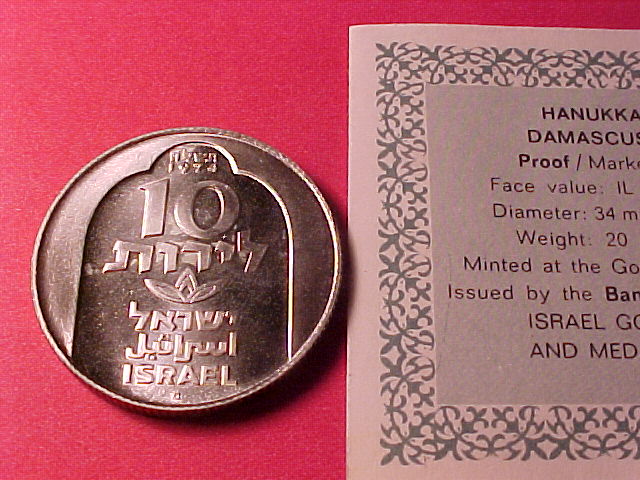 1974
10
לירות
ישראל
اسرائيل
ISRAEL
HANUKKA
DAMASCUS
Proof / Marke
Face value: IL
Diameter: 34 m
Weight: 20
Minted at the Go
Issued by the Ban
ISRAEL GO
AND MED